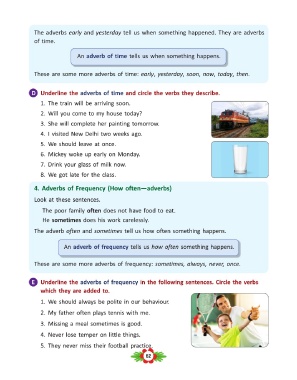 The adverbs early and yesterday tell us when something happened. They are adverbs
of time.
An adverb of time tells us when something happens.
These are some more adverbs of time: early, yesterday, soon, now, today, then.
D Underline the adverbs of time and circle the verbs they describe.
1. The train will be arriving soon.
2. Will you come to my house today?
3. She will complete her painting tomorrow.
4. I visited New Delhi two weeks ago.
5. We should leave at once.
6. Mickey woke up early on Monday.
7. Drink your glass of milk now.
8. We got late for the class.
4. Adverbs of Frequency (How often—adverbs)
Look at these sentences.
The poor family often does not have food to eat.
He sometimes does his work carelessly.
The adverb often and sometimes tell us how often something happens.
An adverb of frequency tells us how often something happens.
These are some more adverbs of frequency: sometimes, always, never, once.
E Underline the adverbs of frequency in the following sentences. Circle the verbs
which they are added to.
1. We should always be polite in our behaviour.
2. My father often plays tennis with me.
3. Missing a meal sometimes is good.
4. Never lose temper on little things.
5. They never miss their football practice.
62